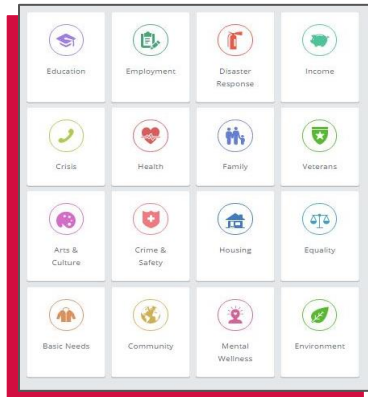 Education
Employment
Disaster
Response
Income
Crisis
Health
Family
Veterans
Arts &
Culture
Crime &
Safety
Housing
Equality
Basic Needs
Community
Mental
Wellness
Environment